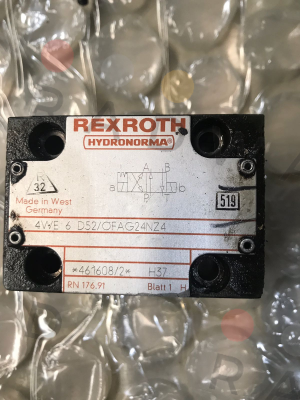 REXROTH
HYDRONORMA
32
A B
519
Made in West
Germany
4WE 6 D52/OFAG24NZ4
*461608/2* H37
RN 176.91 Blatt 1 H